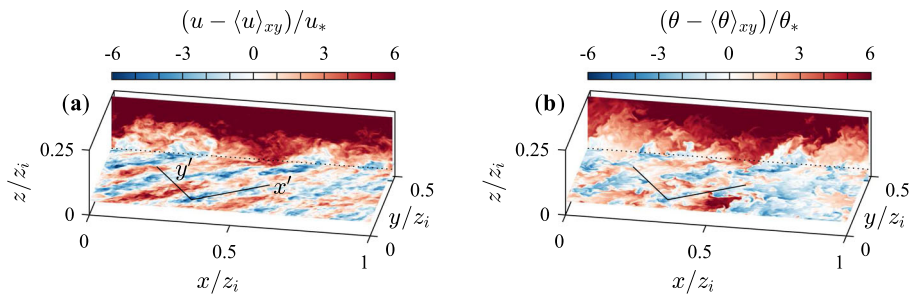 (u − ⟨u⟩xy)/u*
-6 -3 0 3 6
(a)
z/zi
0.25
0
y′
x′
0.5
y/zi
0
0 0.5 1
x/zi
(θ − ⟨θ⟩xy)/θ*
-6 -3 0 3 6
(b)
z/zi
0.25
0
0.5
y/zi
0
0 0.5 1
x/zi